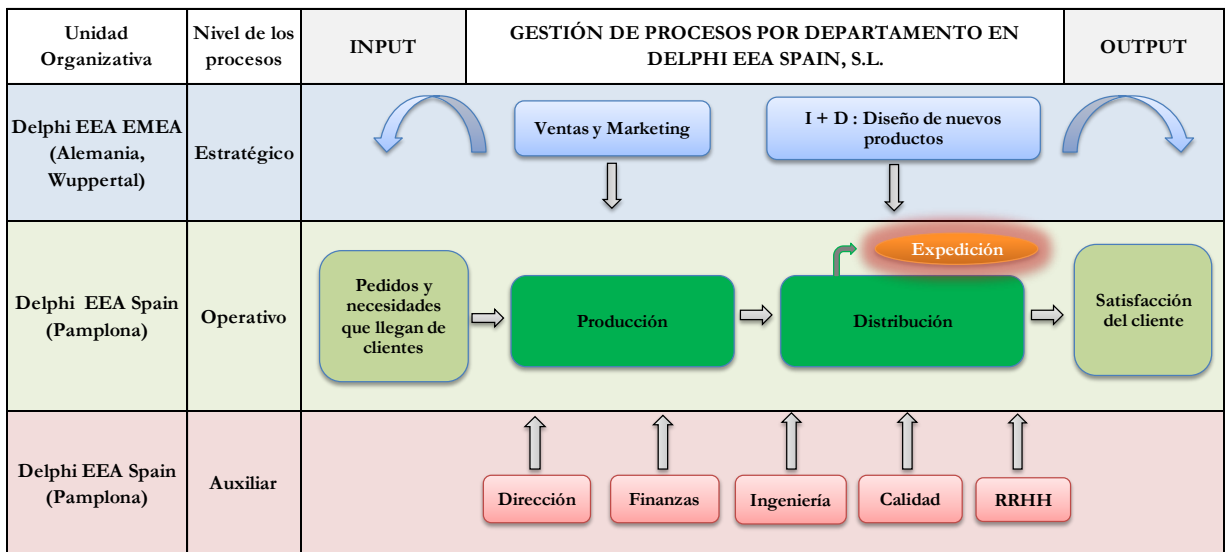 Unidad
Organizativa
Nivel de los
procesos
INPUT
GESTIÓN DE PROCESOS POR DEPARTAMENTO EN
DELPHI EEA SPAIN, S.L.
OUTPUT
Delphi EEA EMEA
(Alemania,
Wuppertal)
Estratégico
Ventas y Marketing
I + D : Diseño de nuevos
productos
Delphi EEA Spain
(Pamplona)
Operativo
Pedidos y
necesidades
que llegan de
clientes
Producción
Expedición
Distribución
Satisfacción
del cliente
Delphi EEA Spain
(Pamplona)
Auxiliar
Dirección
Finanzas
Ingeniería
Calidad
RRHH